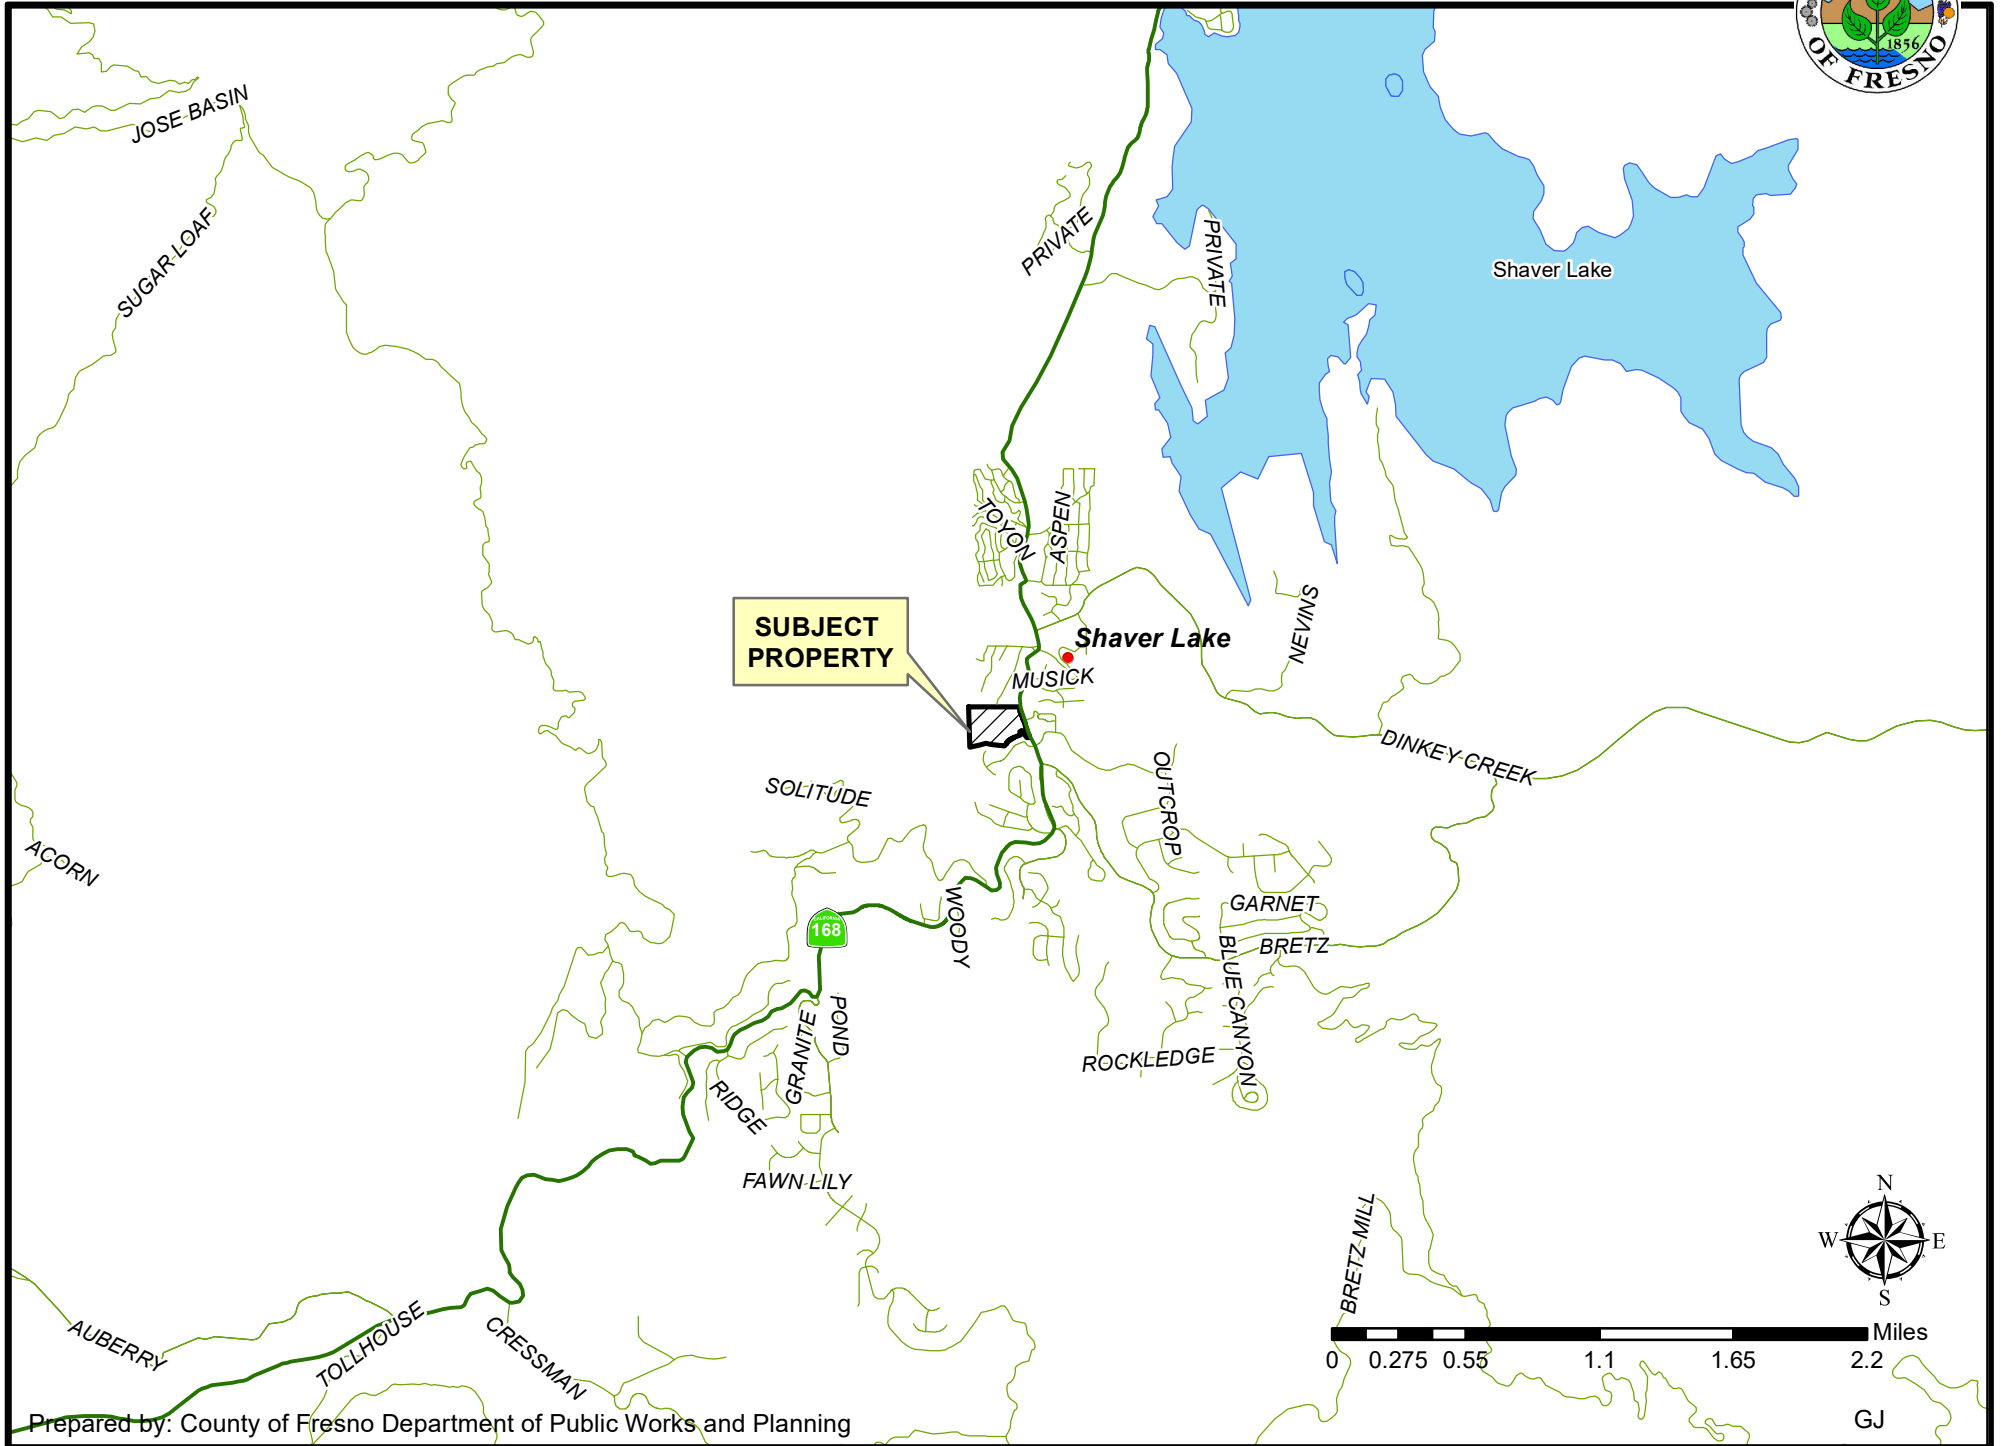 1856
OF FRESNO
JOSE BASIN
SUGAR LOAF
PRIVATE
PRIVATE
Shaver Lake
TOYON
ASPEN
SUBJECT
PROPERTY
Shaver Lake
MUSICK
NEVINS
DINKEY CREEK
OUTCROP
SOLITUDE
ACORN
WOODY
GARNET
BRETZ
BLUE CANYON
CALIFORNIA
168
POND
GRANITE
RIDGE
ROCKLEDGE
FAWN LILY
BRETZ MILL
AUBERRY
TOLLHOUSE
CRESSMAN
N
W
E
S
Miles
0 0.275 0.55 1.1 1.65 2.2
Prepared by: County of Fresno Department of Public Works and Planning
GJ